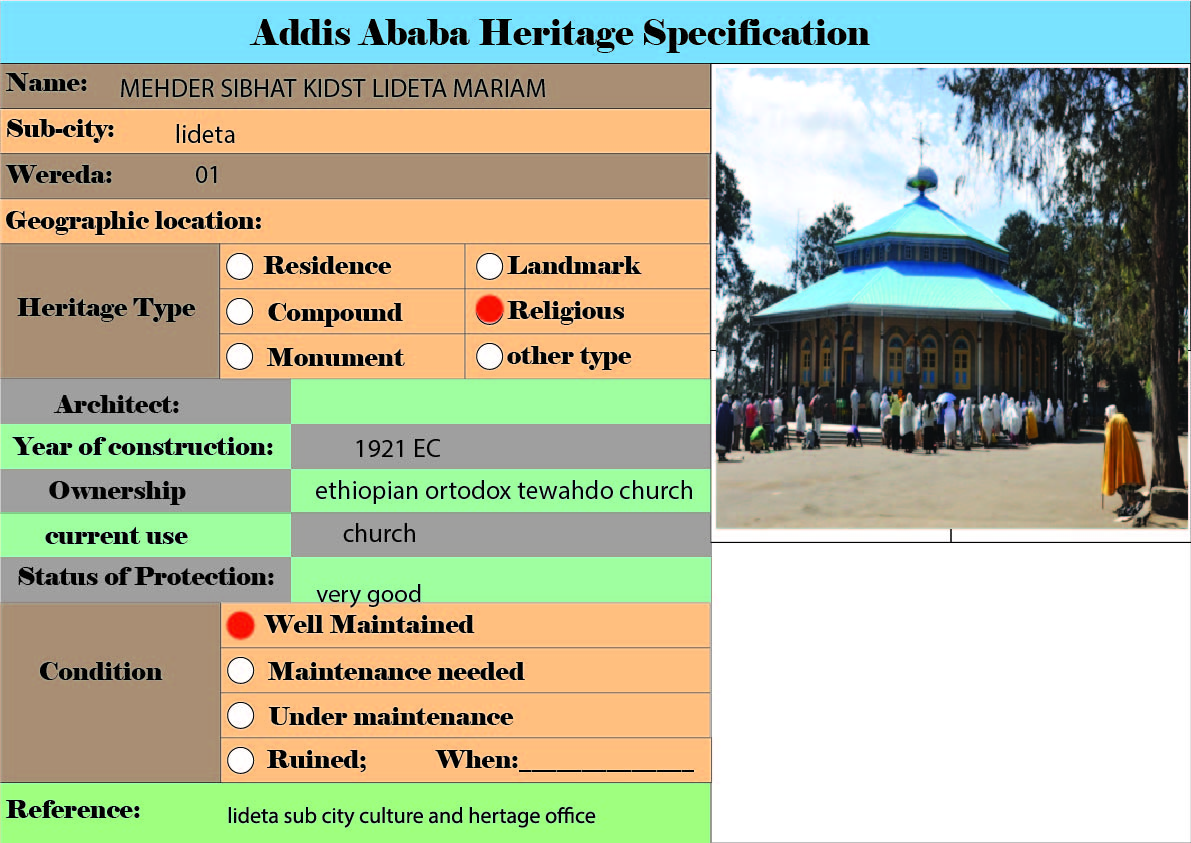 Addis Ababa Heritage Specification
Name: MEHDER SIBHAT KIDST LIDETA MARIAM
Sub-city: lideta
Wereda: 01
Geographic location:
Heritage Type
Residence
Landmark
Compound
Religious
Monument
other type
Architect:
Year of construction: 1921 EC
Ownership ethiopian ortodox tewahdo church
current use church
Status of Protection: very good
Condition
Well Maintained
Maintenance needed
Under maintenance
Ruined; When:______________
Reference: lideta sub city culture and hertage office